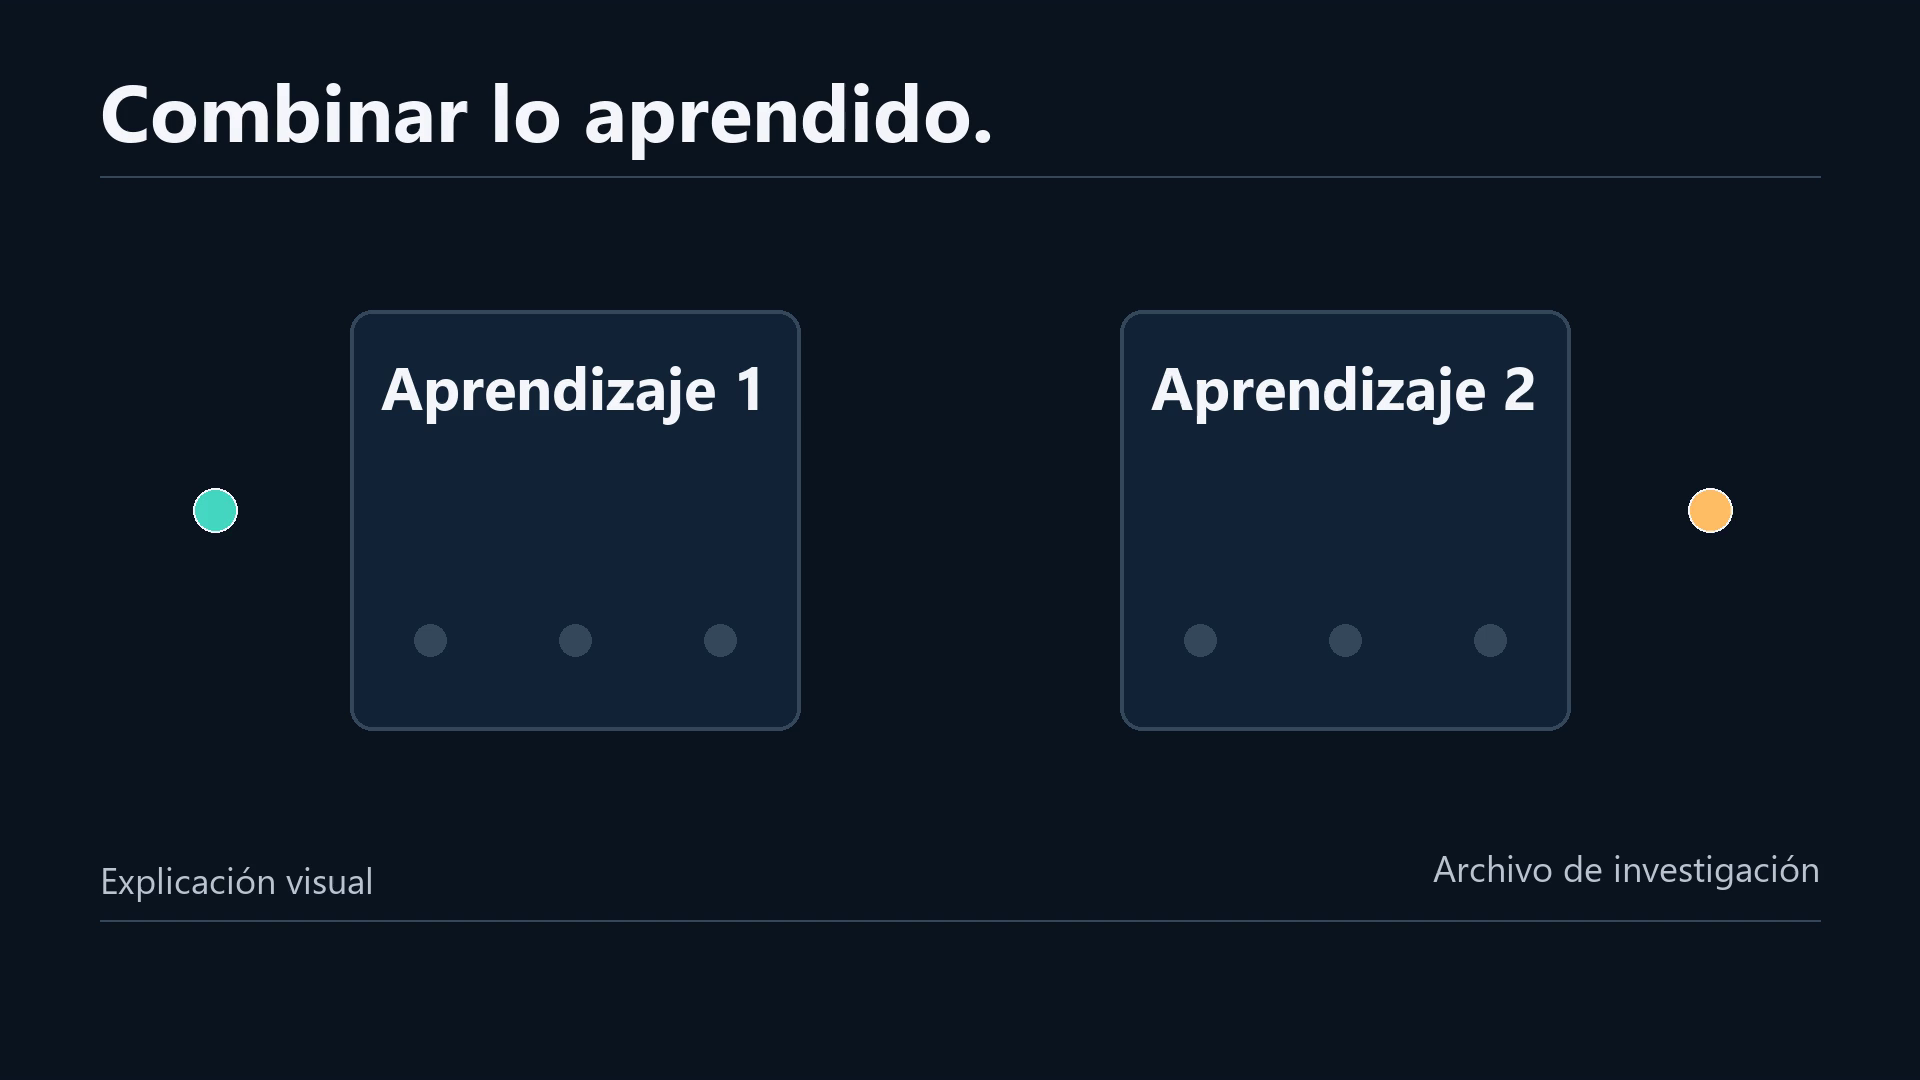 Combinar lo aprendido.
Aprendizaje 1
Aprendizaje 2
Explicación visual
Archivo de investigación